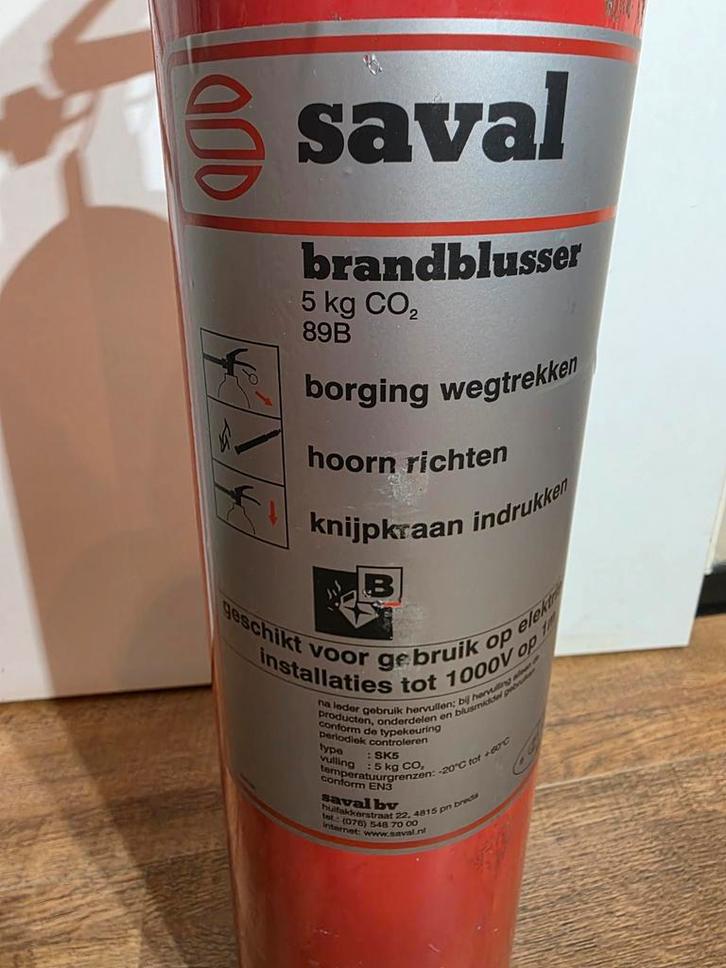 saval
brandblusser
5 kg CO₂
89B
borging wegtrekken
hoorn richten
knijpkraan indrukken
B
geschikt voor gebruik op
installaties tot 1000V op
na ieder gebruik hervullen; bij hervulling alleen de
producten, onderdelen en blusmiddel gebruiken
conform de typekeuring
periodiek controleren
type : SK5
vulling : 5 kg CO₂
temperatuurgrenzen: -20°C tot +60°C
conform EN3
saval bv
huifakkerstraat 22, 4815 pn breda
tel.: (076) 548 70 00
internet: www.saval.nl